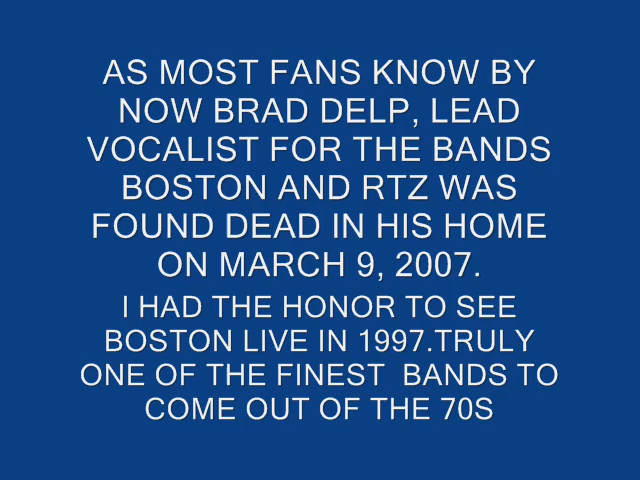 AS MOST FANS KNOW BY
NOW BRAD DELP, LEAD
VOCALIST FOR THE BANDS
BOSTON AND RTZ WAS
FOUND DEAD IN HIS HOME
ON MARCH 9, 2007.
I HAD THE HONOR TO SEE
BOSTON LIVE IN 1997.TRULY
ONE OF THE FINEST  BANDS TO
COME OUT OF THE 70S